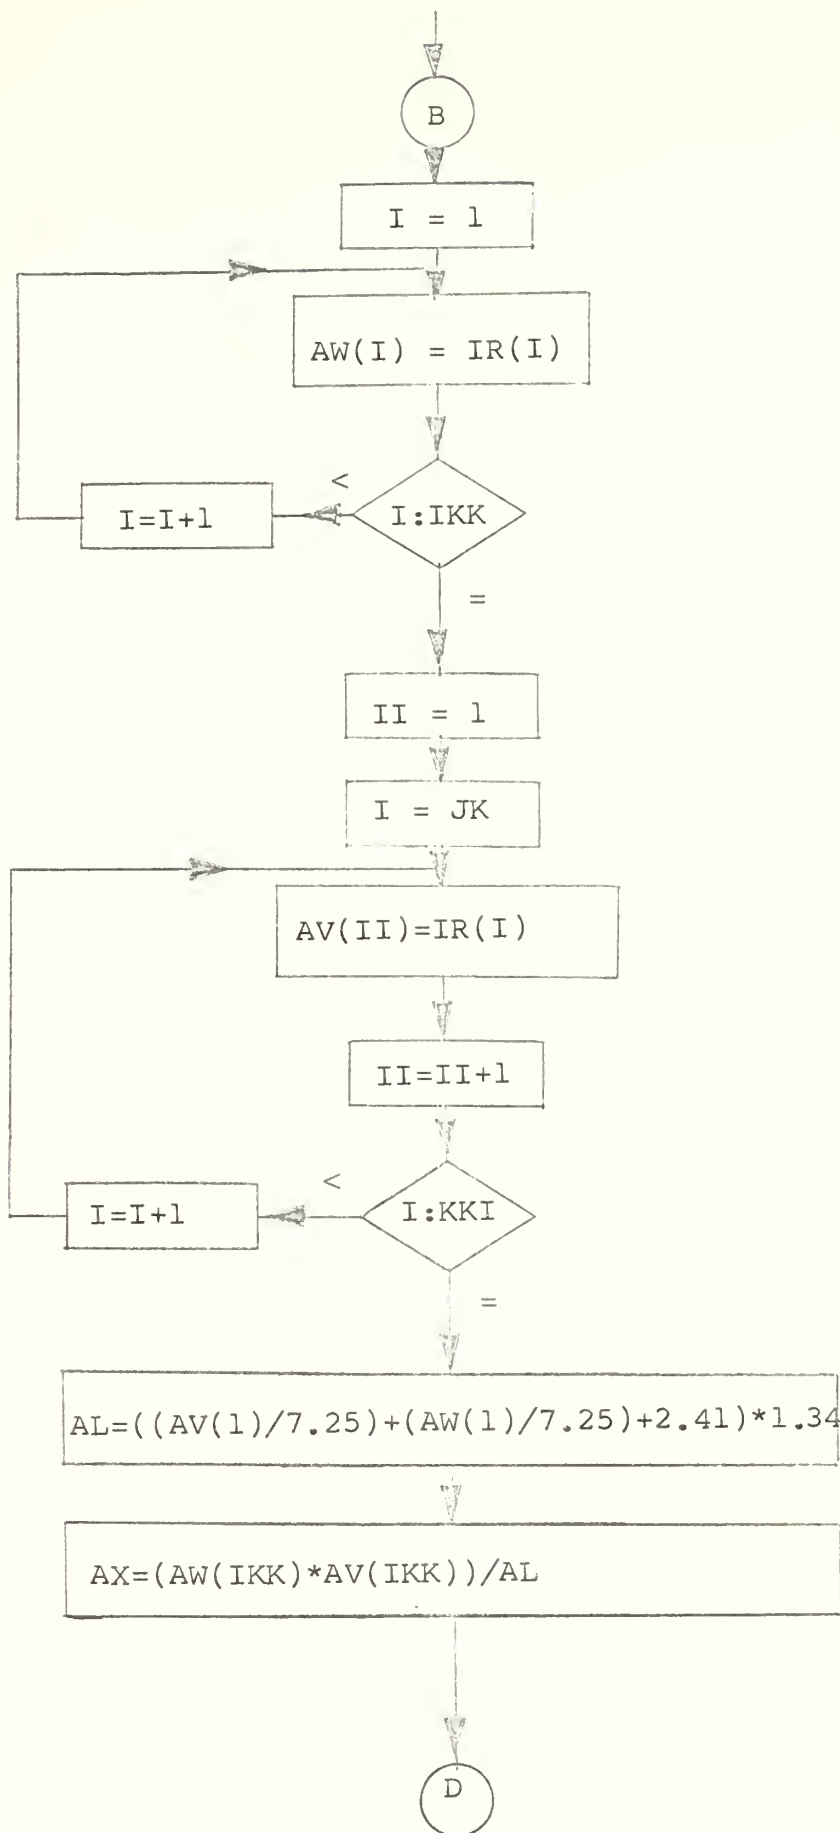 B
I = 1
AW(I) = IR(I)
<
I=I+1
I:IKK
=
II = 1
I = JK
AV(II)=IR(I)
II=II+1
<
I=I+1
I:KKI
=
AL=((AV(1)/7.25)+(AW(1)/7.25)+2.41)*1.34
AX=(AW(IKK)*AV(IKK))/AL
D